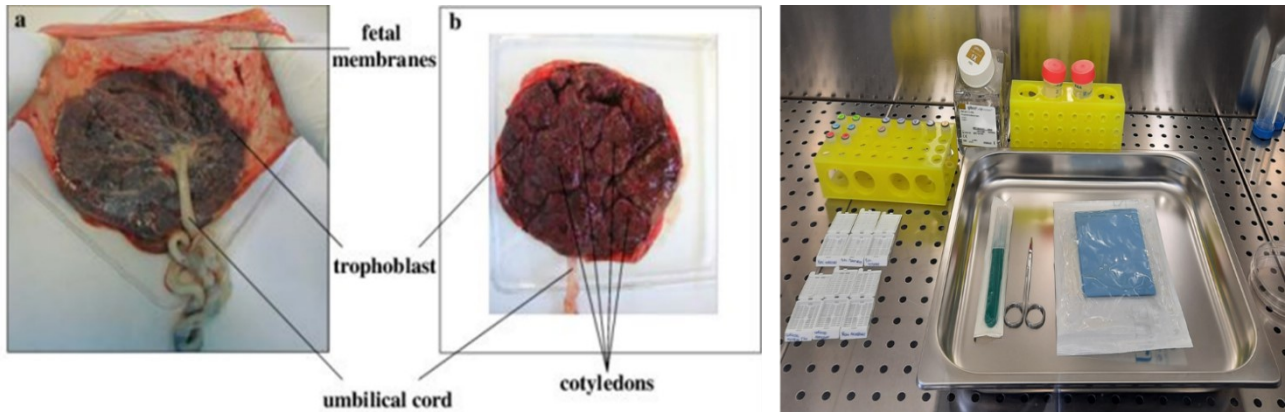 a
b
fetal
membranes
trophoblast
umbilical cord
cotyledons